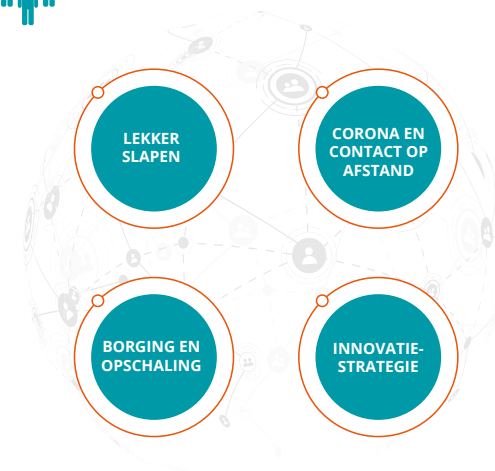 LEKKER
SLAPEN
CORONA EN
CONTACT OP
AFSTAND
BORGING EN
OPSCHALING
INNOVATIE-
STRATEGIE